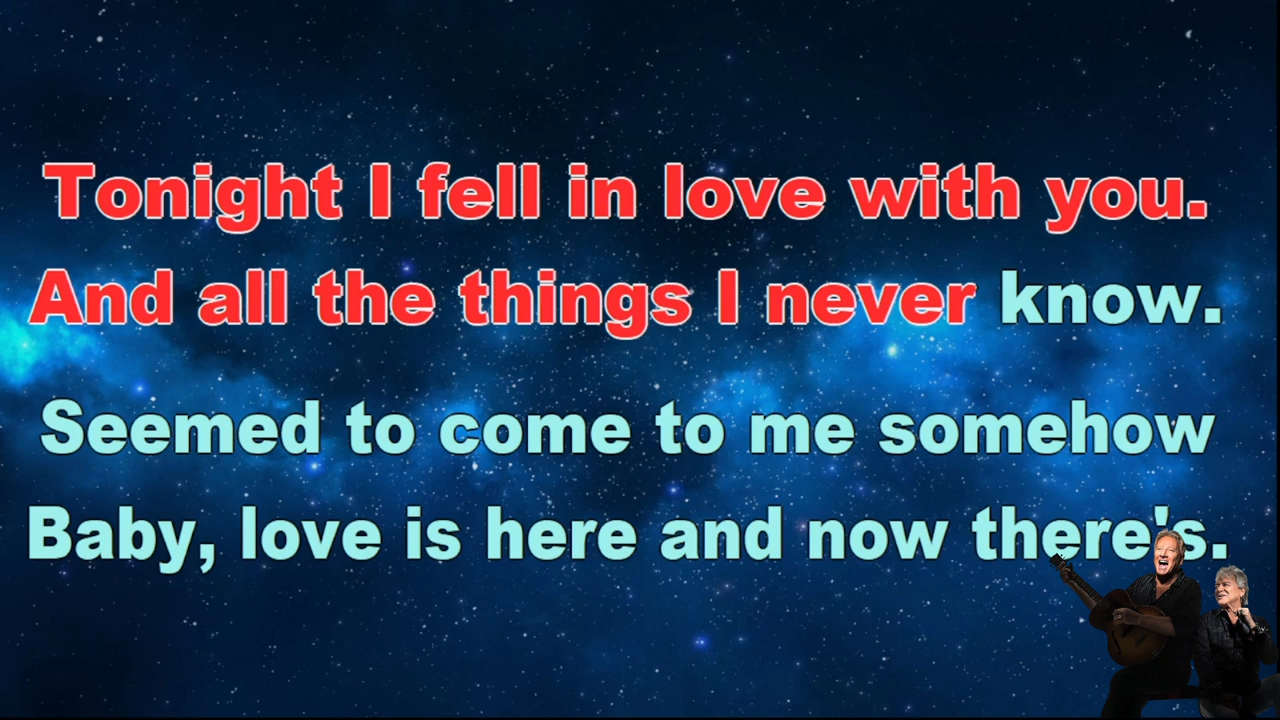 Tonight I fell in love with you.
And all the things I never know.
Seemed to come to me somehow
Baby, love is here and now there's.